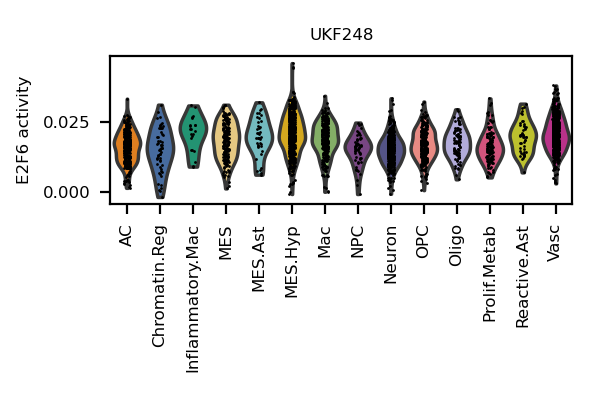 UKF248
E2F6 activity
0.025
0.000
AC
Chromatin.Reg
Inflammatory.Mac
MES
MES.Ast
MES.Hyp
Mac
NPC
Neuron
OPC
Oligo
Prolif.Metab
Reactive.Ast
Vasc